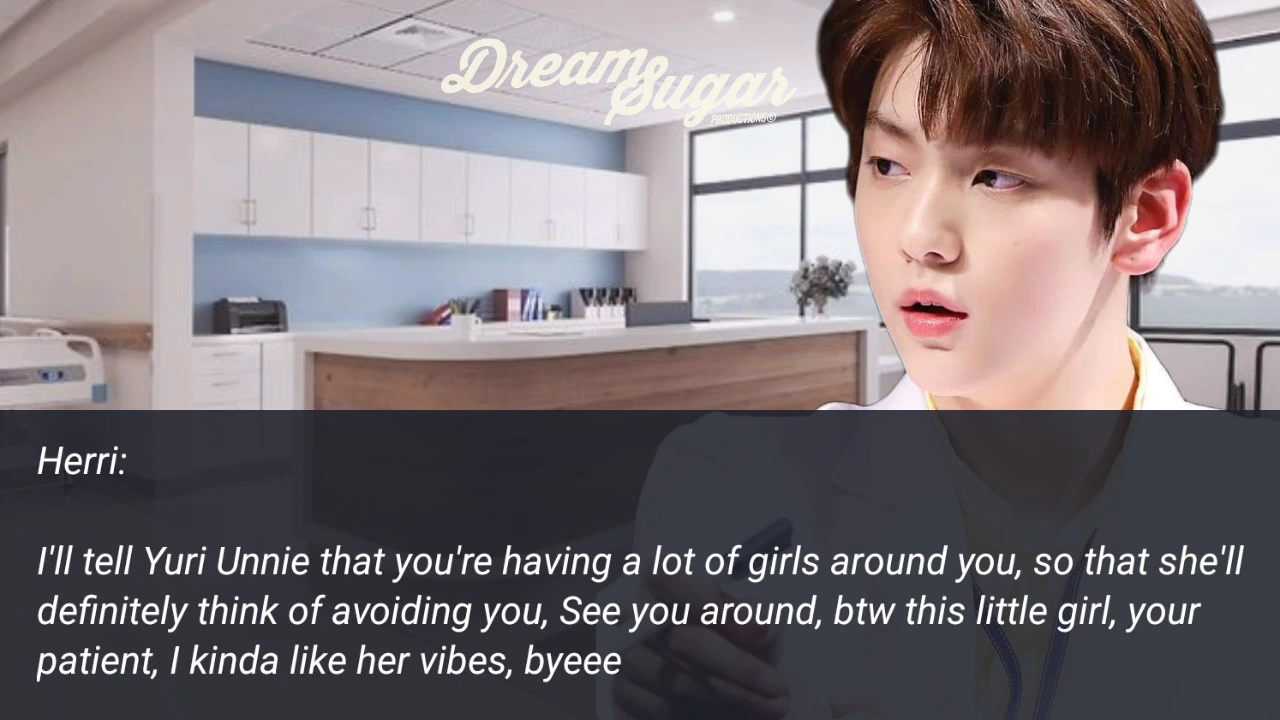 Dream
Sugar
PRODUCTIONS©
Herri:
I'll tell Yuri Unnie that you're having a lot of girls around you, so that she'll
definitely think of avoiding you, See you around, btw this little girl, your
patient, I kinda like her vibes, byeee